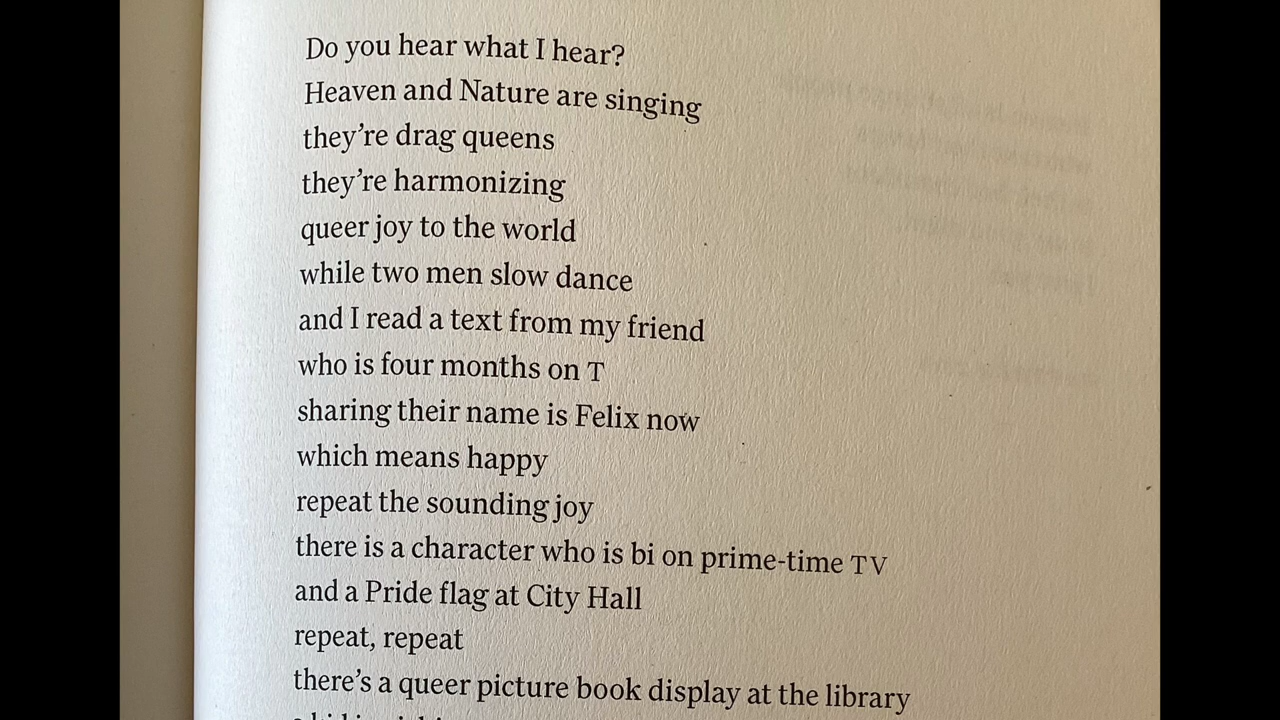 Do you hear what I hear?
Heaven and Nature are singing
they’re drag queens
they’re harmonizing
queer joy to the world
while two men slow dance
and I read a text from my friend
who is four months on T
sharing their name is Felix now
which means happy
repeat the sounding joy
there is a character who is bi on prime-time TV
and a Pride flag at City Hall
repeat, repeat
there’s a queer picture book display at the library